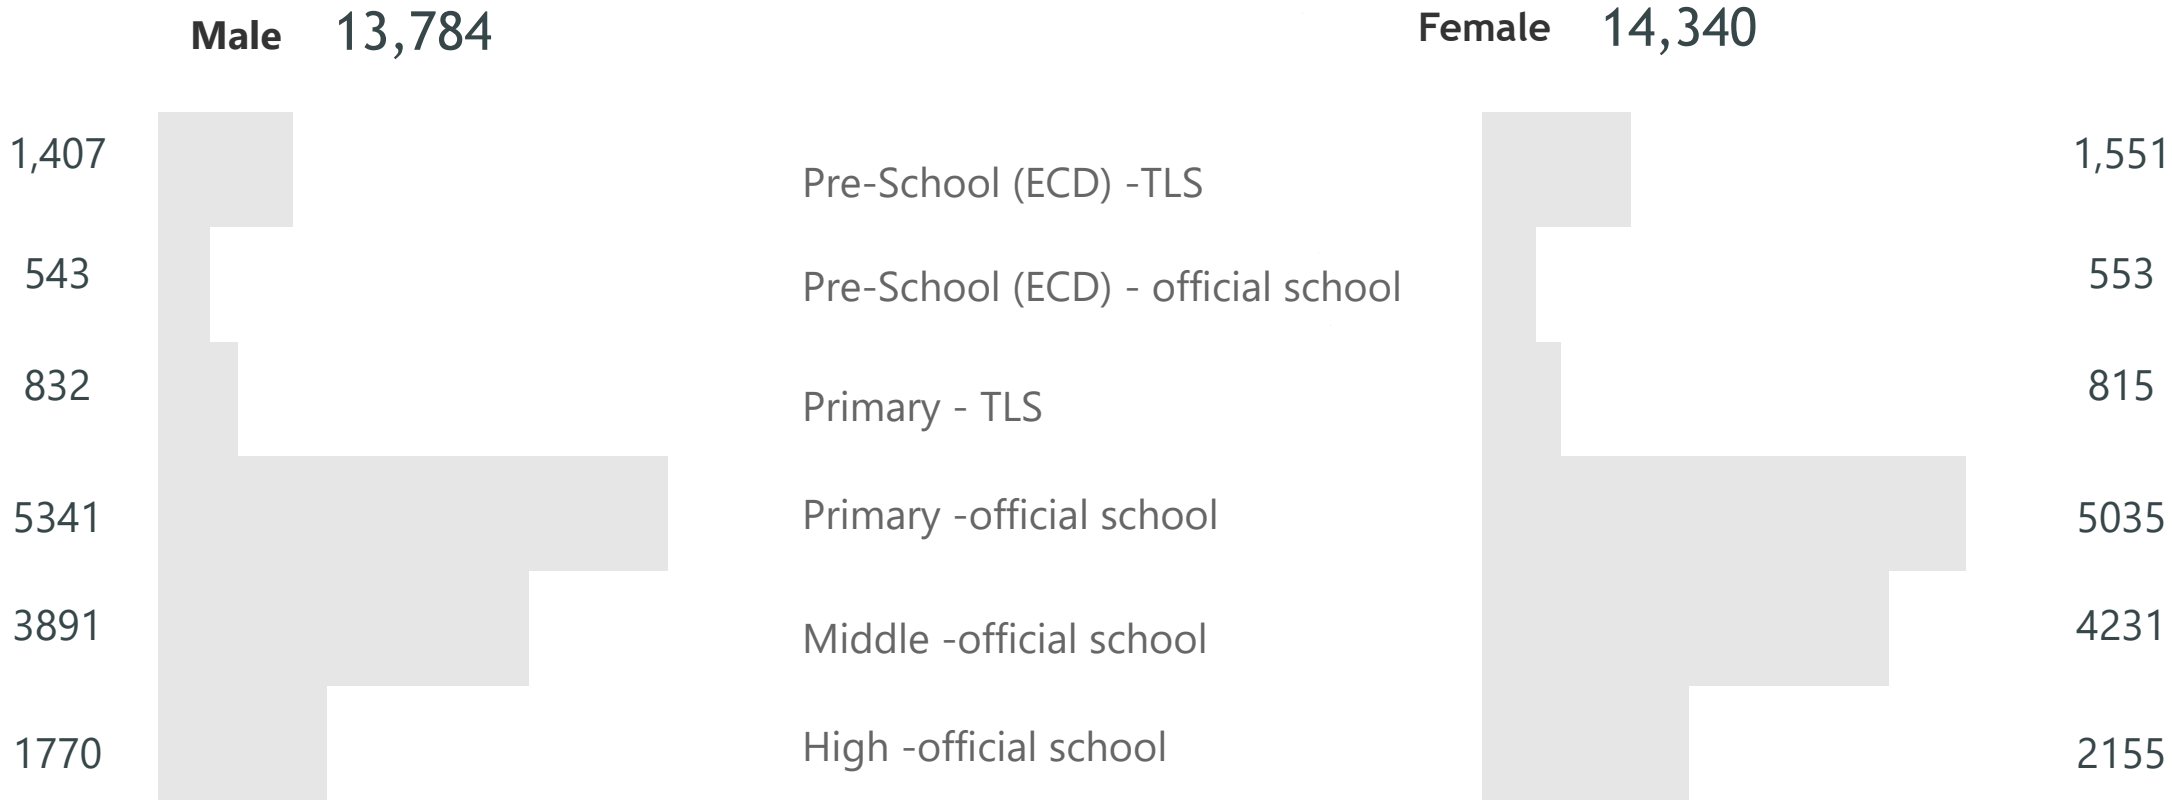 Male 13,784
Female 14,340
1,407 Pre-School (ECD) -TLS 1,551
543 Pre-School (ECD) - official school 553
832 Primary - TLS 815
5341 Primary -official school 5035
3891 Middle -official school 4231
1770 High -official school 2155